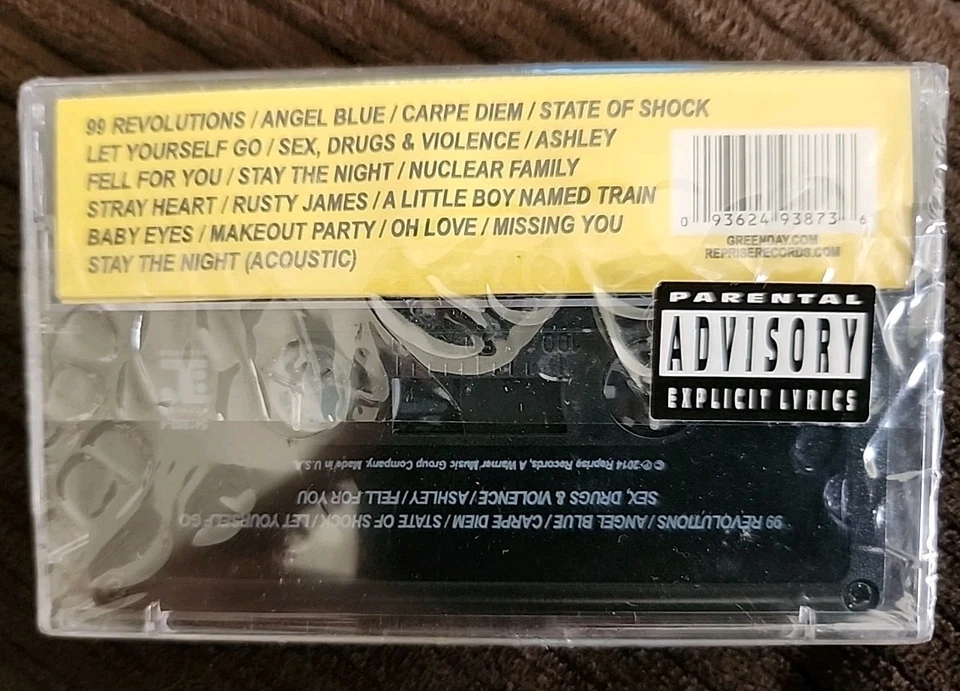 99 REVOLUTIONS / ANGEL BLUE / CARPE DIEM / STATE OF SHOCK
LET YOURSELF GO / SEX, DRUGS & VIOLENCE / ASHLEY
FELL FOR YOU / STAY THE NIGHT / NUCLEAR FAMILY
STRAY HEART / RUSTY JAMES / A LITTLE BOY NAMED TRAIN
BABY EYES / MAKEOUT PARTY / OH LOVE / MISSING YOU
STAY THE NIGHT (ACOUSTIC)
0 93624 93873 6
GREENDAY.COM
REPRISERECORDS.COM
PARENTAL
ADVISORY
EXPLICIT LYRICS
99 REVOLUTIONS / ANGEL BLUE / CARPE DIEM / STATE OF SHOCK / LET YOURSELF GO
SEX, DRUGS & VIOLENCE / ASHLEY / FELL FOR YOU
©℗2014 Reprise Records, A Warner Music Group Company. Made in U.S.A.